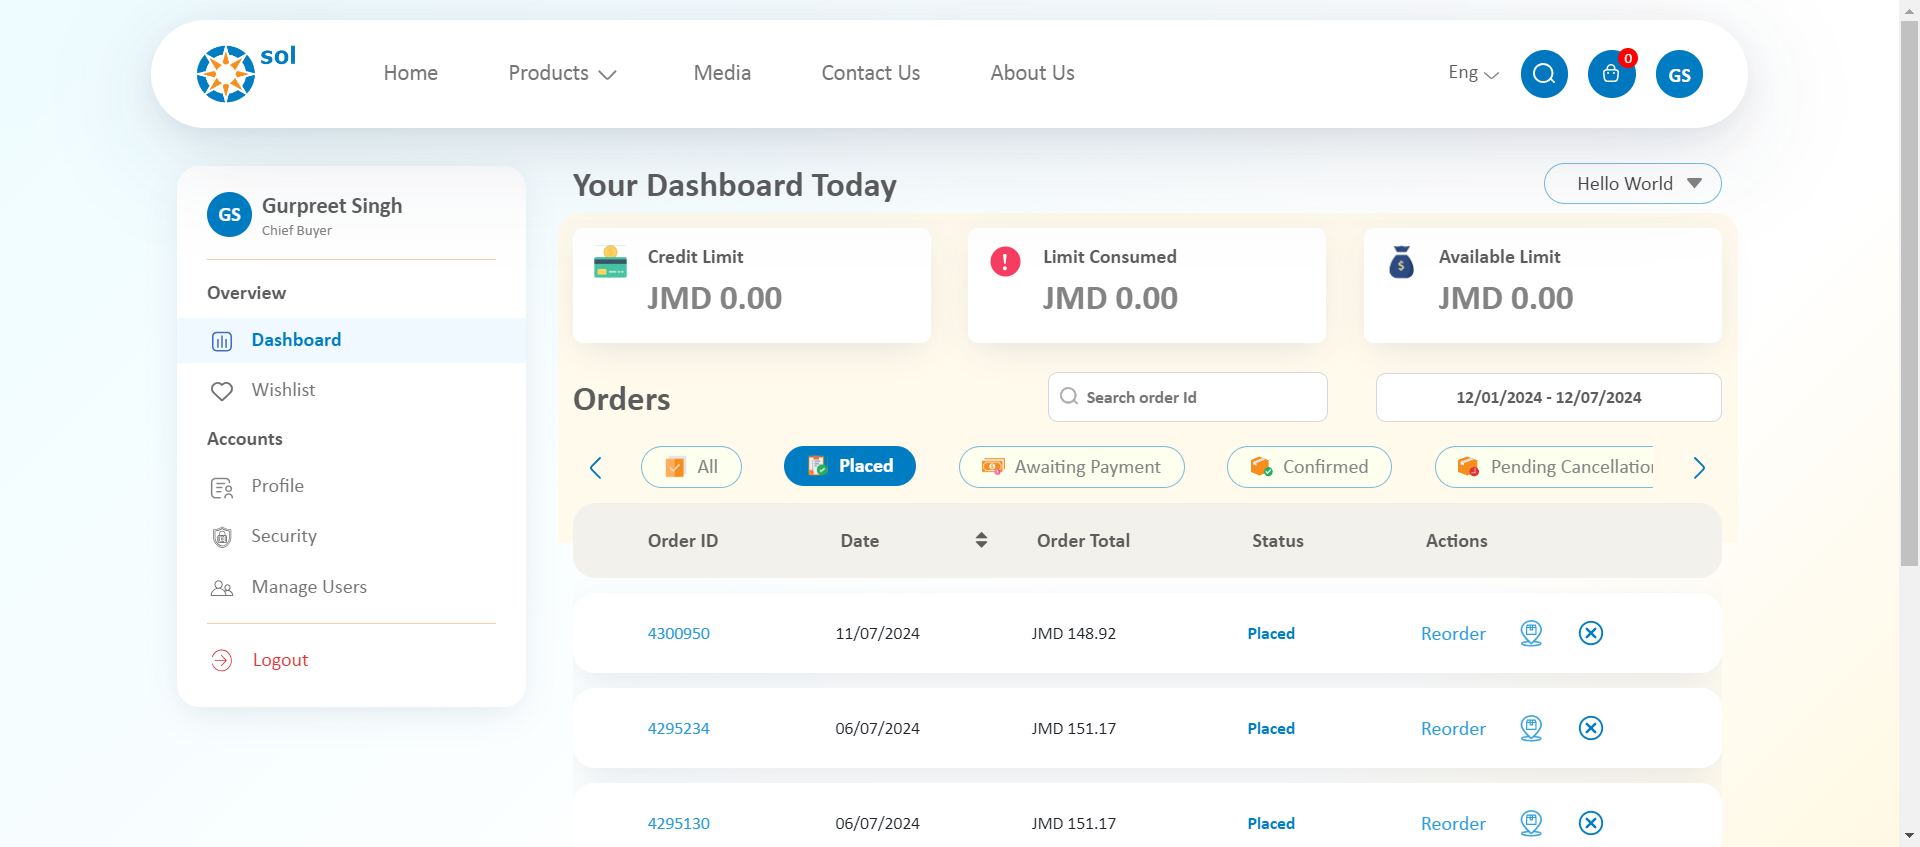 sol
Home
Products
Media
Contact Us
About Us
Eng
0
GS
GS
Gurpreet Singh
Chief Buyer
Overview
Dashboard
Wishlist
Accounts
Profile
Security
Manage Users
Logout
Your Dashboard Today
Hello World
Credit Limit
JMD 0.00
Limit Consumed
JMD 0.00
Available Limit
JMD 0.00
Orders
Search order Id
12/01/2024 - 12/07/2024
All
Placed
Awaiting Payment
Confirmed
Pending Cancellation
Order ID Date Order Total Status Actions
4300950 11/07/2024 JMD 148.92 Placed Reorder
4295234 06/07/2024 JMD 151.17 Placed Reorder
4295130 06/07/2024 JMD 151.17 Placed Reorder